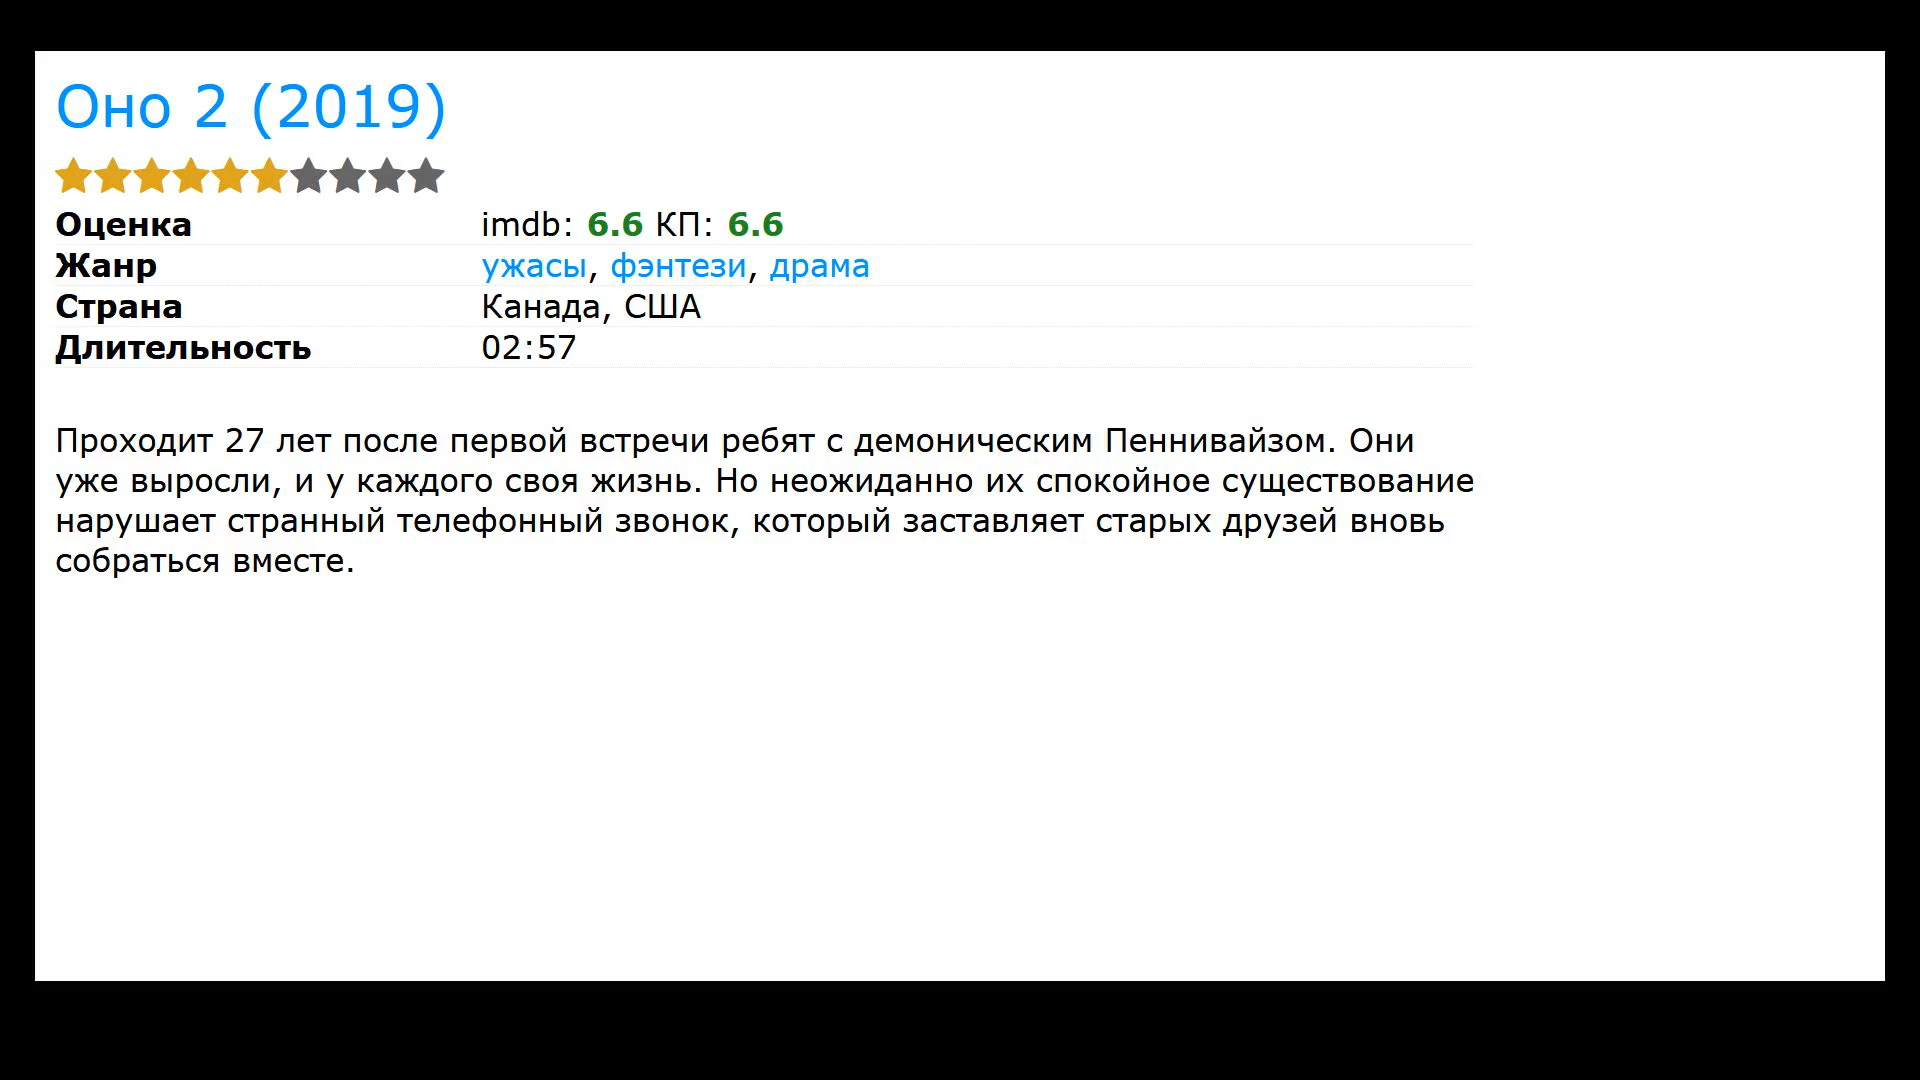 Оно 2 (2019)
Оценка imdb: 6.6 КП: 6.6
Жанр ужасы, фэнтези, драма
Страна Канада, США
Длительность 02:57
Проходит 27 лет после первой встречи ребят с демоническим Пеннивайзом. Они
уже выросли, и у каждого своя жизнь. Но неожиданно их спокойное существование
нарушает странный телефонный звонок, который заставляет старых друзей вновь
собраться вместе.